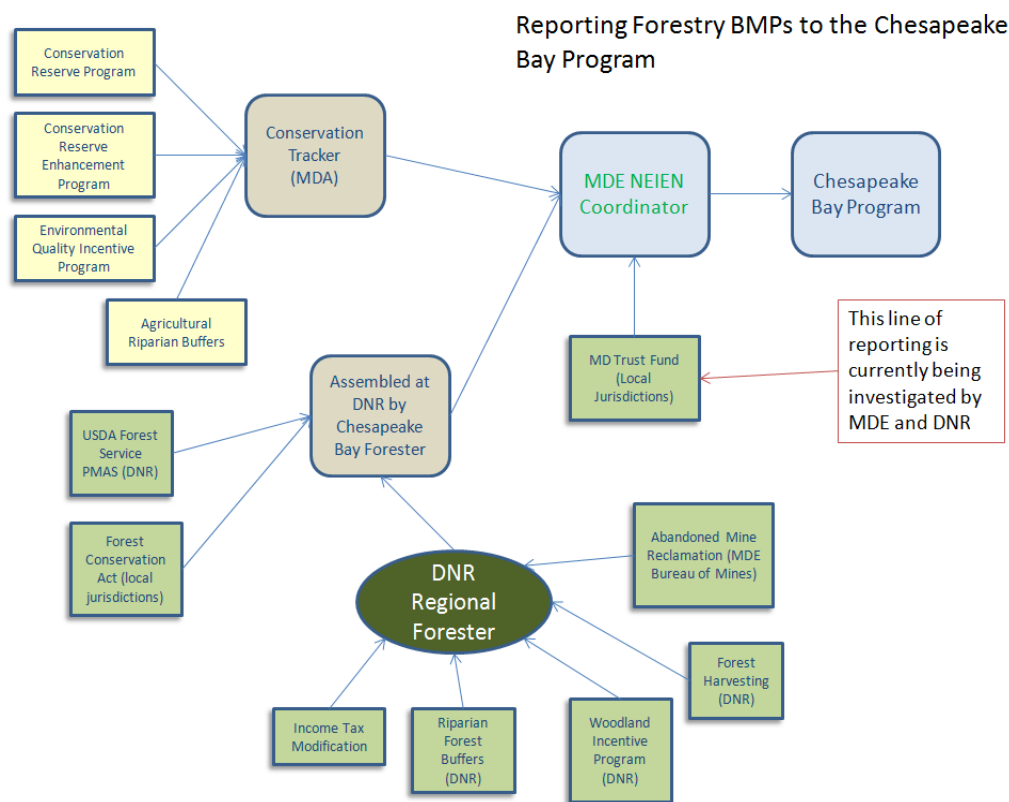 Reporting Forestry BMPs to the Chesapeake
Bay Program
Conservation
Reserve Program
Conservation
Reserve
Enhancement
Program
Environmental
Quality Incentive
Program
Agricultural
Riparian Buffers
Conservation
Tracker
(MDA)
MDE NEIEN
Coordinator
Chesapeake
Bay Program
This line of
reporting is
currently being
investigated by
MDE and DNR
MD Trust Fund
(Local
Jurisdictions)
Assembled at
DNR by
Chesapeake
Bay Forester
USDA Forest
Service
PMAS (DNR)
Forest
Conservation
Act (local
jurisdictions)
DNR
Regional
Forester
Abandoned Mine
Reclamation (MDE
Bureau of Mines)
Forest
Harvesting
(DNR)
Income Tax
Modification
Riparian
Forest
Buffers
(DNR)
Woodland
Incentive
Program
(DNR)